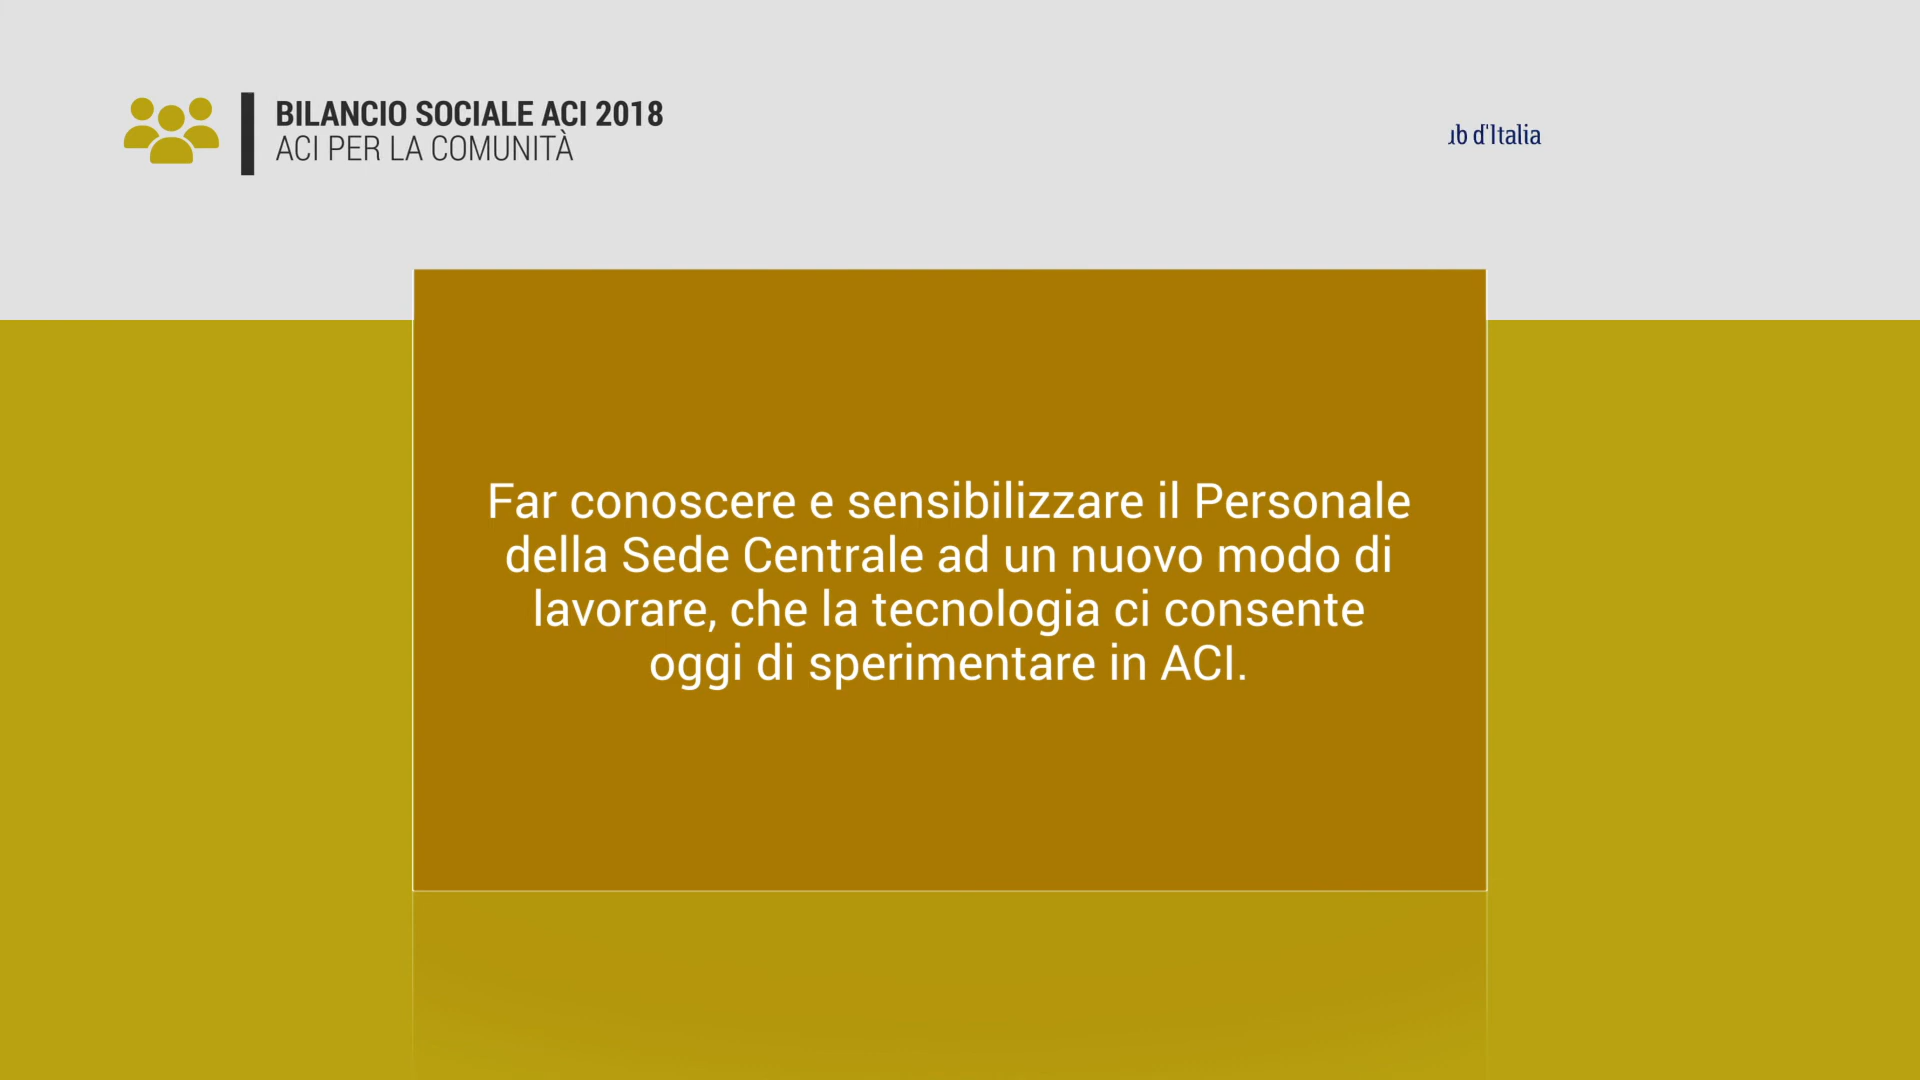 BILANCIO SOCIALE ACI 2018
ACI PER LA COMUNITÀ
d'Italia
Far conoscere e sensibilizzare il Personale
della Sede Centrale ad un nuovo modo di
lavorare, che la tecnologia ci consente
oggi di sperimentare in ACI.